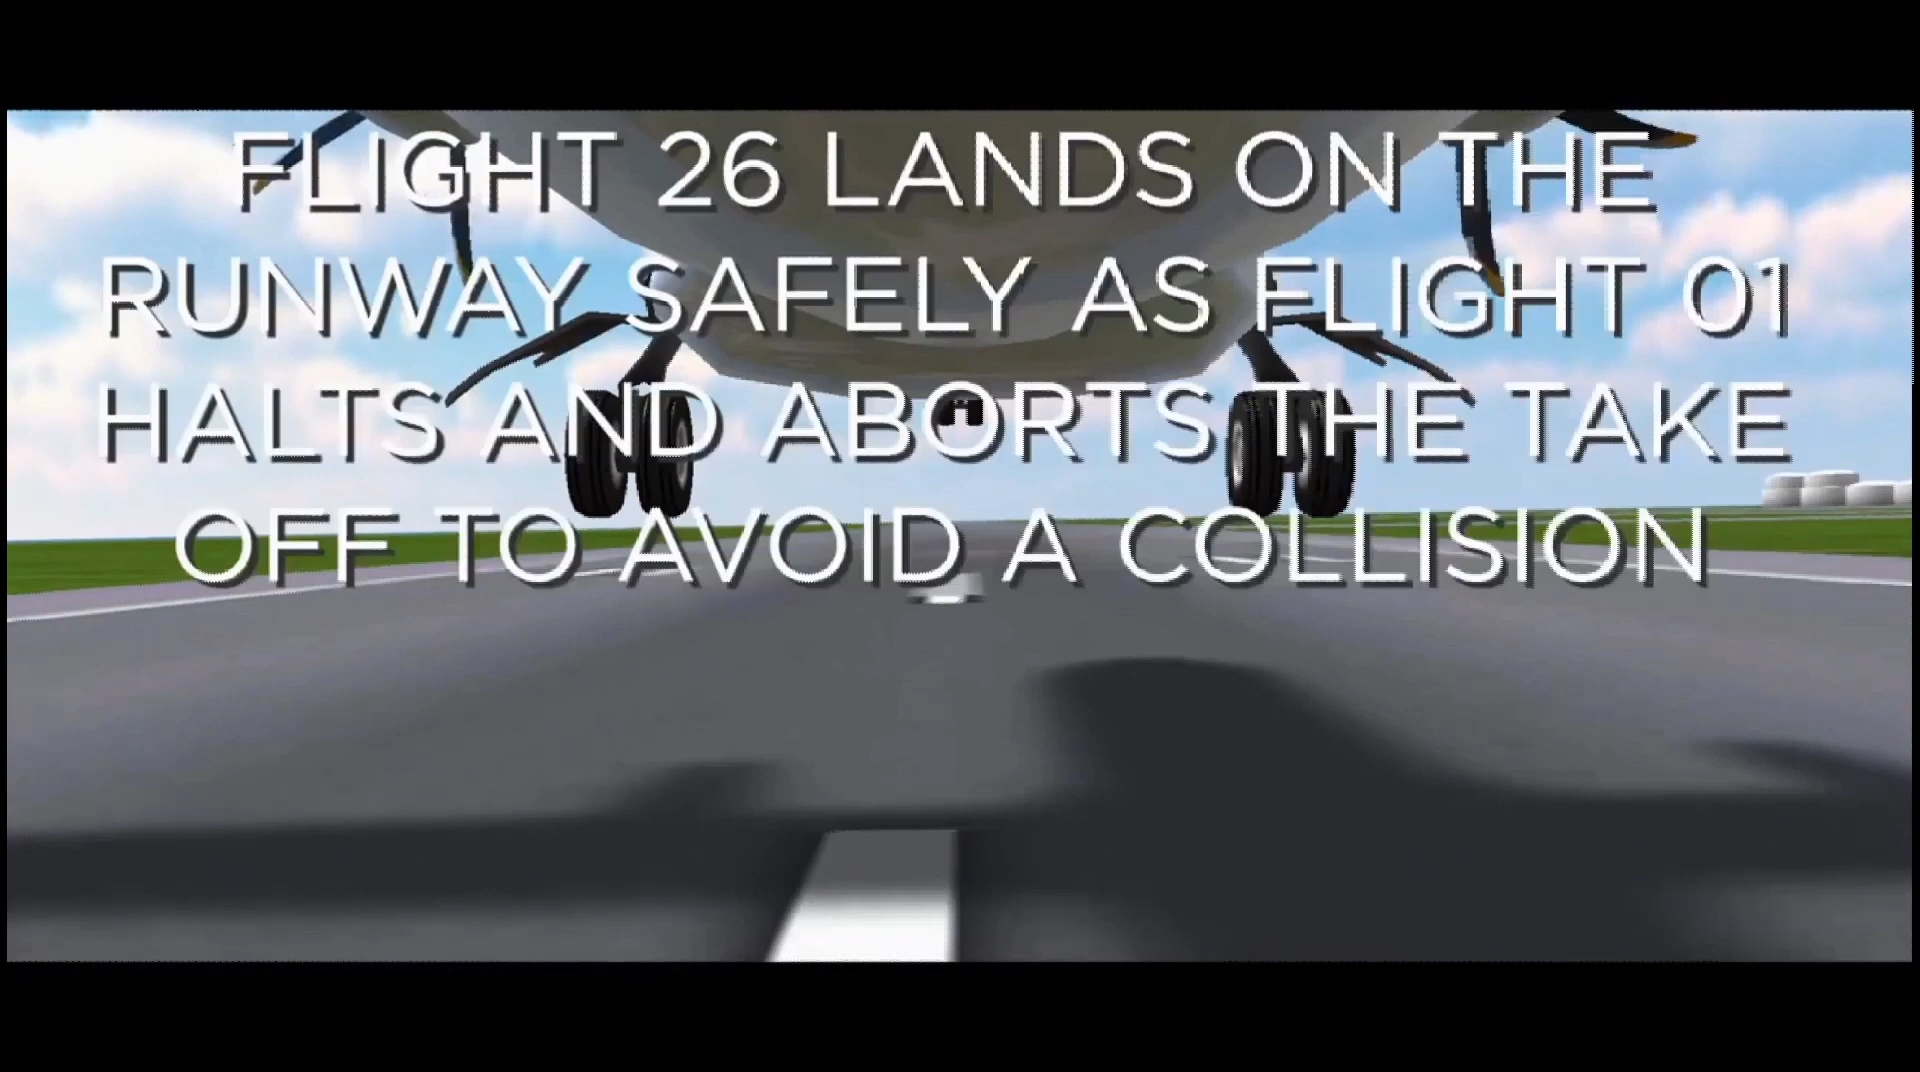 FLIGHT 26 LANDS ON THE
RUNWAY SAFELY AS FLIGHT 01
HALTS AND ABORTS THE TAKE
OFF TO AVOID A COLLISION